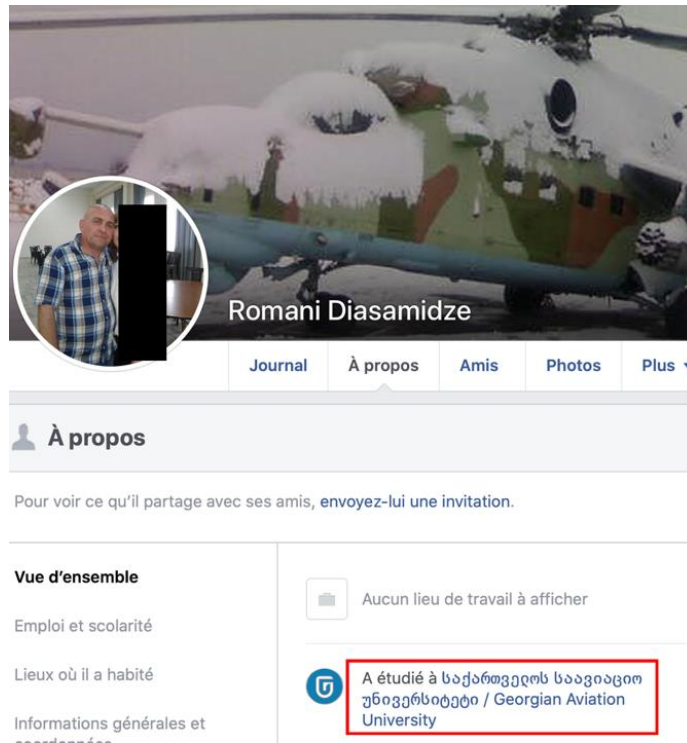 Romani Diasamidze
Journal À propos Amis Photos Plus
À propos
Pour voir ce qu'il partage avec ses amis, envoyez-lui une invitation.
Vue d'ensemble
Emploi et scolarité
Lieux où il a habité
Informations générales et
coordonnées
Aucun lieu de travail à afficher
A étudié à საქართველოს საავიაციო
უნივერსიტეტი / Georgian Aviation
University